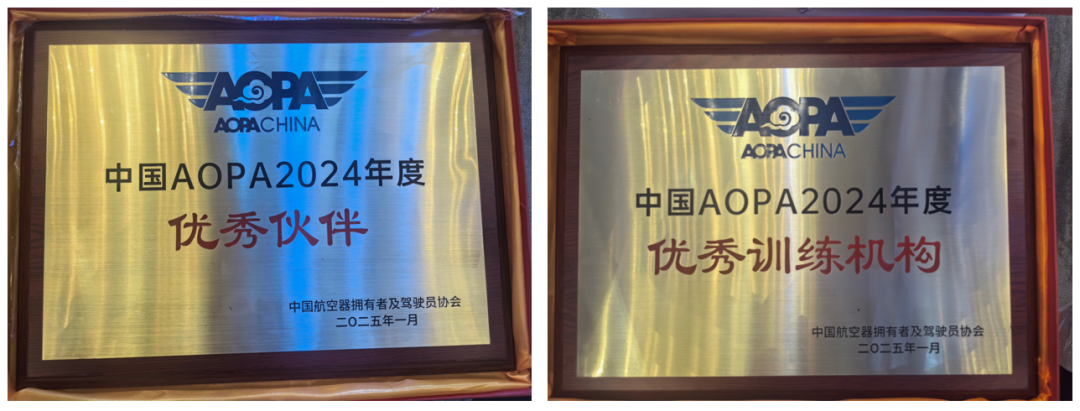 AOPA
AOPA CHINA
中国AOPA2024年度
优秀伙伴
中国航空器拥有者及驾驶员协会
二〇二五年一月
AOPA
AOPA CHINA
中国AOPA2024年度
优秀训练机构
中国航空器拥有者及驾驶员协会
二〇二五年一月